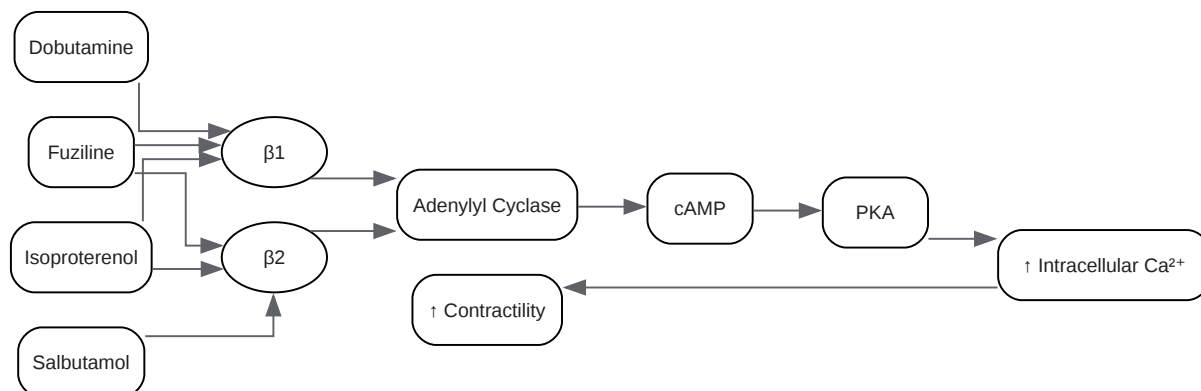 Dobutamine
Fuziline
Isoproterenol
Salbutamol
β1
β2
Adenylyl Cyclase
cAMP
PKA
↑ Intracellular Ca²⁺
↑ Contractility